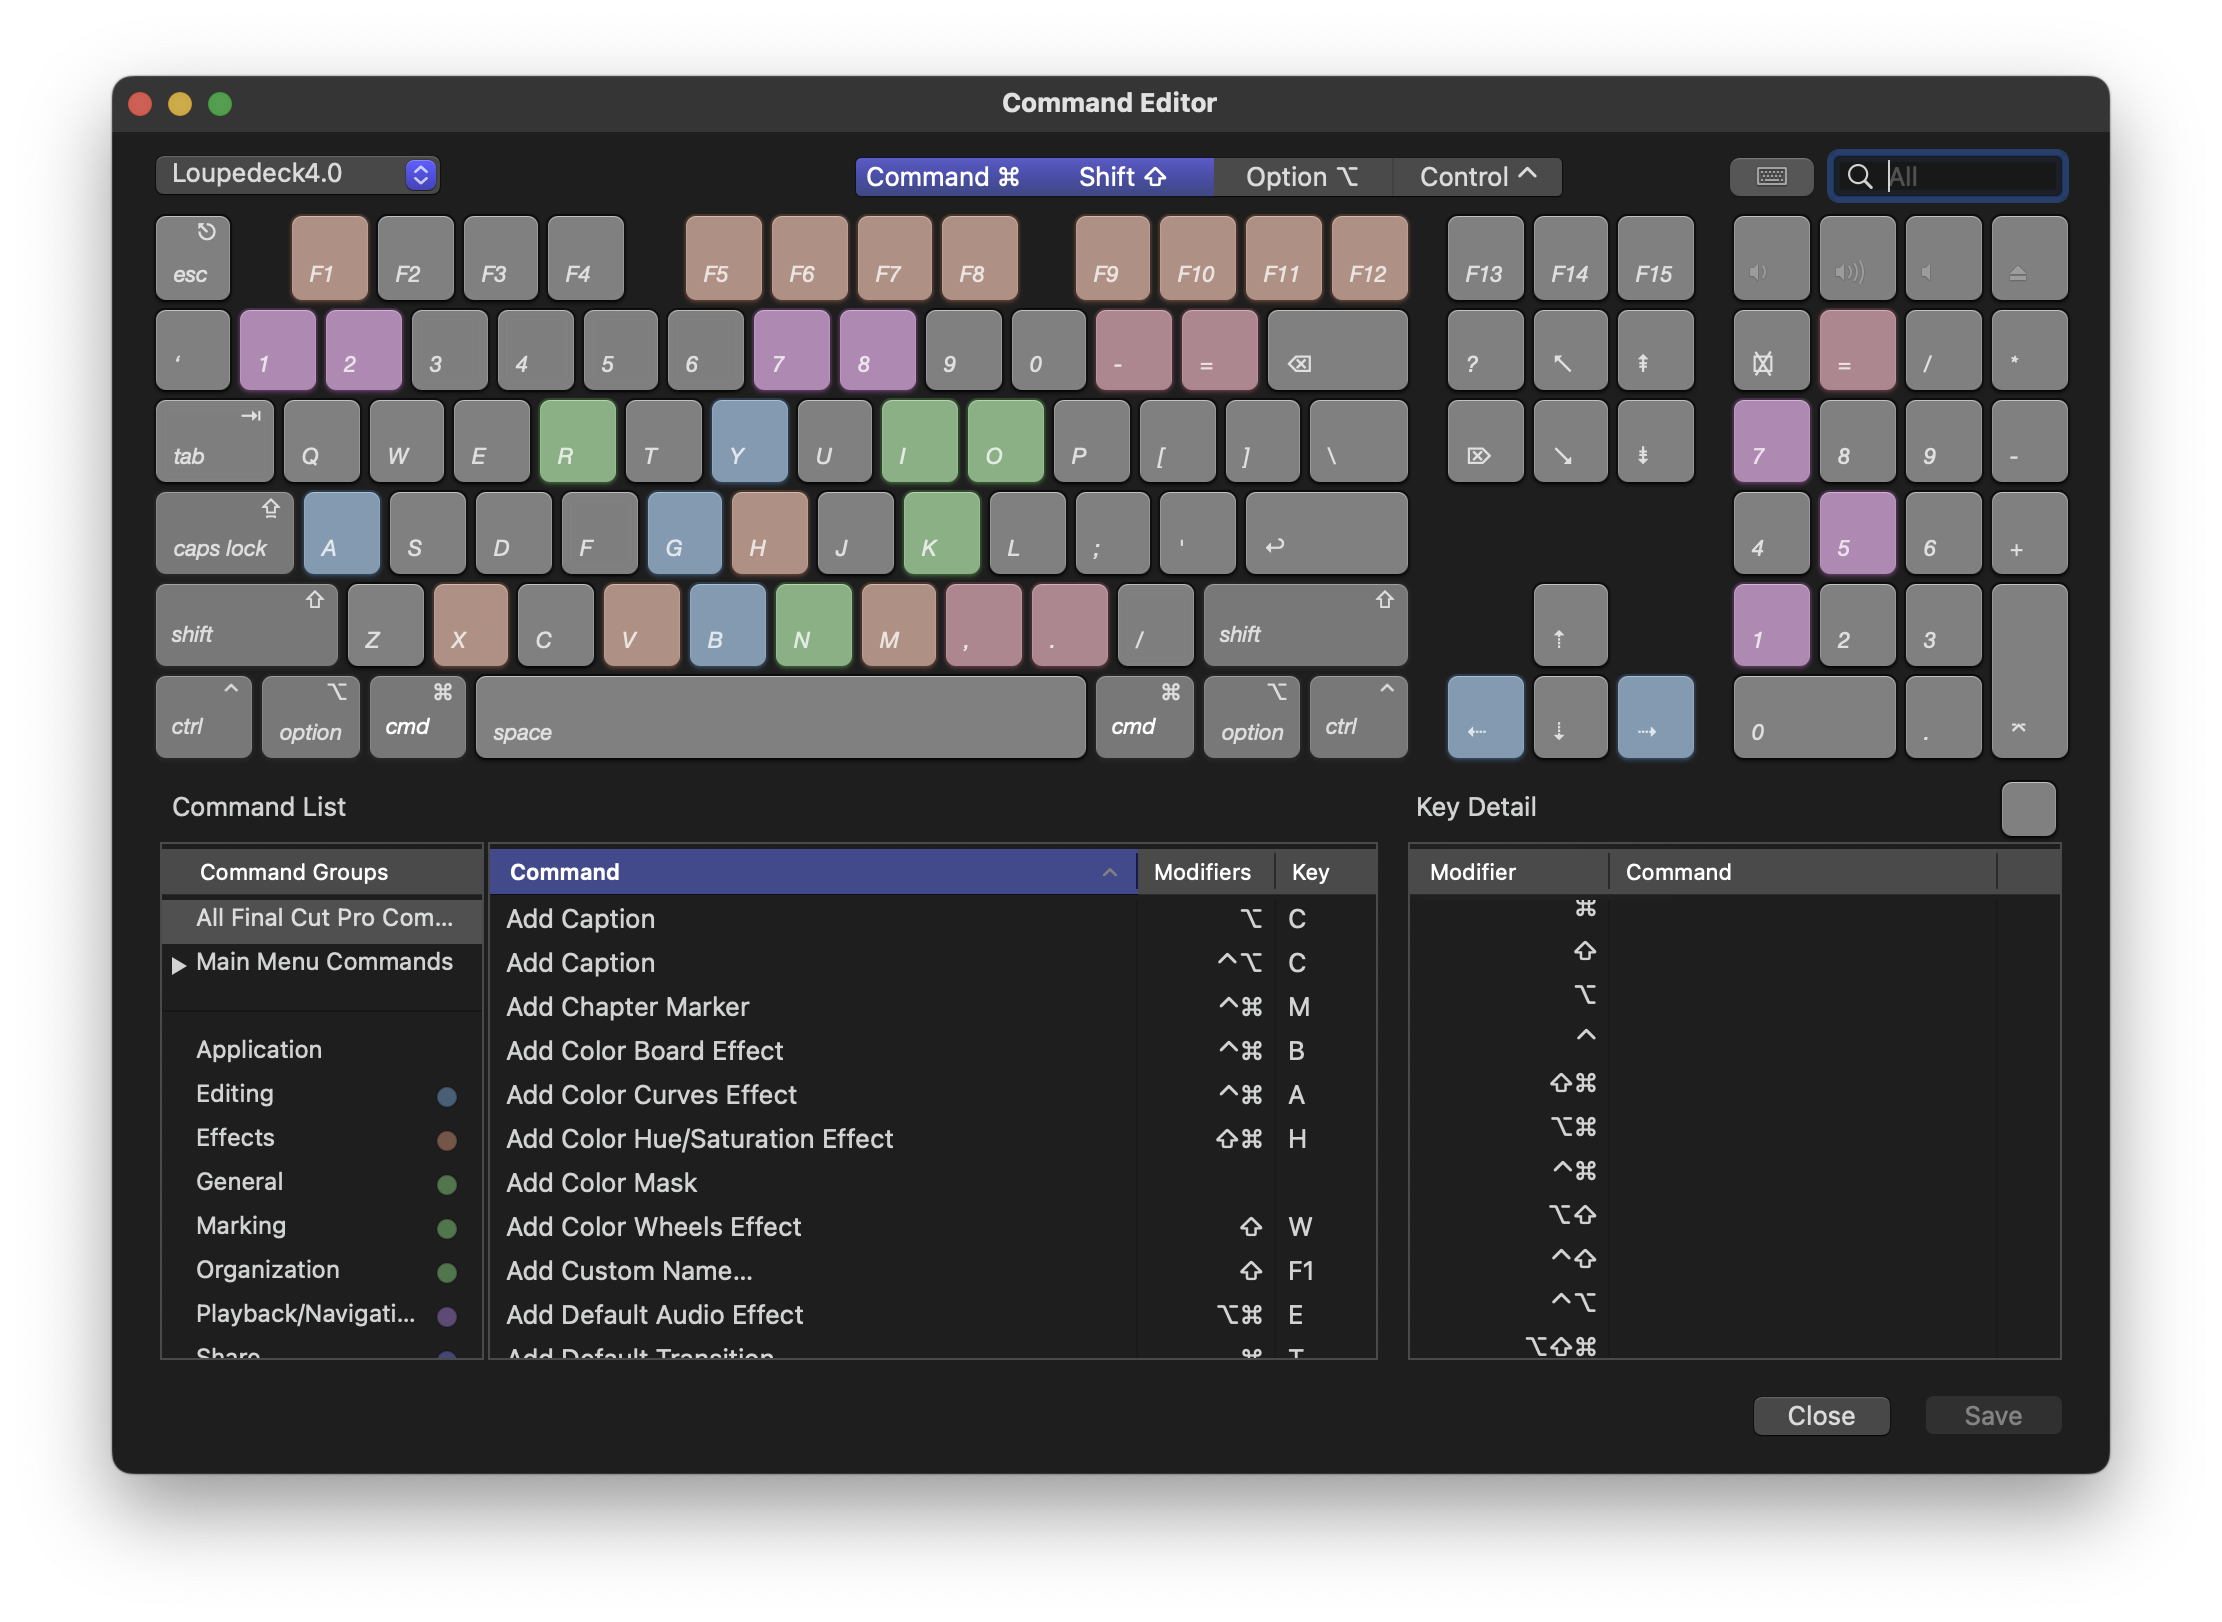 Command Editor
Loupedeck4.0
Command ⌘ Shift ⇧ Option ⌥ Control ^
All
esc F1 F2 F3 F4 F5 F6 F7 F8 F9 F10 F11 F12 F13 F14 F15
‘ 1 2 3 4 5 6 7 8 9 0 - = ⌫ ? ↖ ⇞ = / *
tab Q W E R T Y U I O P [ ] \ ⌦ ↘ ⇟ 7 8 9 -
caps lock A S D F G H J K L ; ' ↩ 4 5 6 +
shift Z X C V B N M , . / shift ⇡ 1 2 3
ctrl ^ option ⌥ cmd ⌘ space cmd ⌘ option ⌥ ctrl ^ ⇠ ⇣ ⇢ 0 . ⌤
Command List
Key Detail
Command Groups
All Final Cut Pro Com...
Main Menu Commands
Application
Editing
Effects
General
Marking
Organization
Playback/Navigati...
Share
Command Modifiers Key
Add Caption ⌥ C
Add Caption ^⌥ C
Add Chapter Marker ^⌘ M
Add Color Board Effect ^⌘ B
Add Color Curves Effect ^⌘ A
Add Color Hue/Saturation Effect ⇧⌘ H
Add Color Mask
Add Color Wheels Effect ⇧ W
Add Custom Name... ⇧ F1
Add Default Audio Effect ⌥⌘ E
Add Default Transition ⌘ T
Modifier Command
⌘
⇧
⌥
^
⇧⌘
⌥⌘
^⌘
⌥⇧
^⇧
^⌥
⌥⇧⌘
Close Save